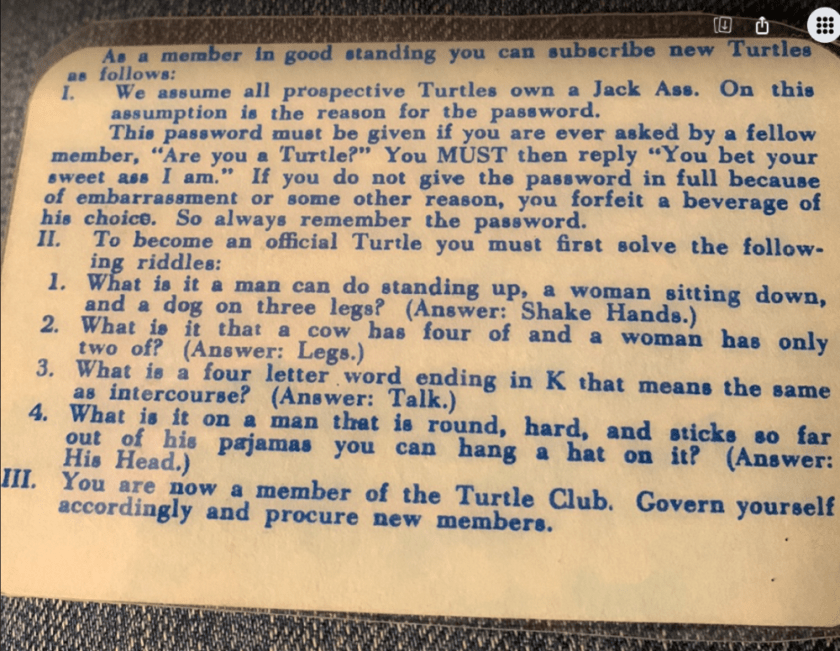 As a member in good standing you can subscribe new Turtles
as follows:
I. We assume all prospective Turtles own a Jack Ass. On this
assumption is the reason for the password.
This password must be given if you are ever asked by a fellow
member, “Are you a Turtle?” You MUST then reply “You bet your
sweet ass I am.” If you do not give the password in full because
of embarrassment or some other reason, you forfeit a beverage of
his choice. So always remember the password.
II. To become an official Turtle you must first solve the follow-
ing riddles:
1. What is it a man can do standing up, a woman sitting down,
and a dog on three legs? (Answer: Shake Hands.)
2. What is it that a cow has four of and a woman has only
two of? (Answer: Legs.)
3. What is a four letter word ending in K that means the same
as intercourse? (Answer: Talk.)
4. What is it on a man that is round, hard, and sticks so far
out of his pajamas you can hang a hat on it? (Answer:
His Head.)
III. You are now a member of the Turtle Club. Govern yourself
accordingly and procure new members.